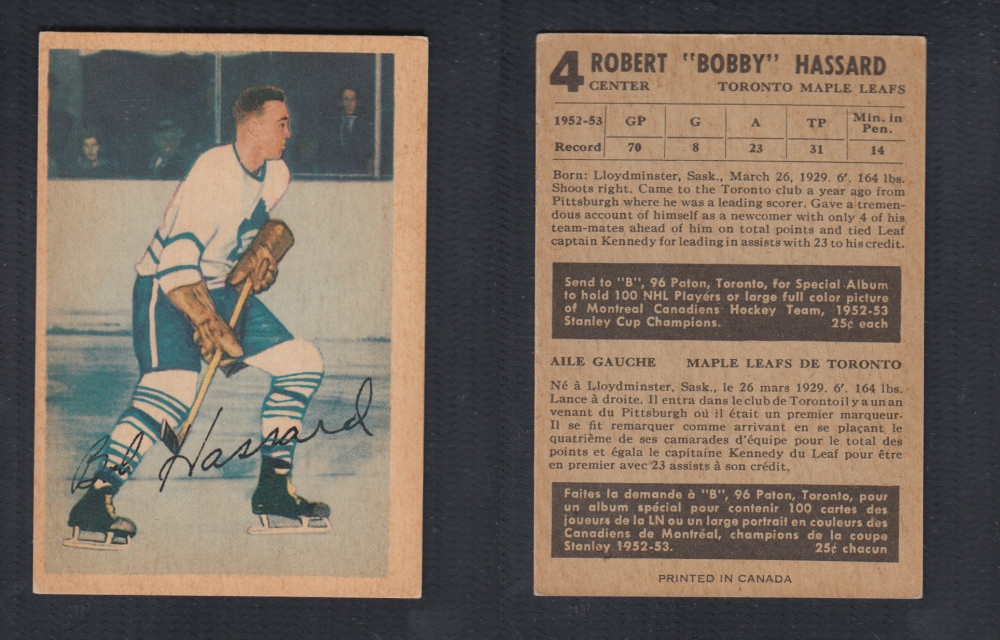 Bob Hassard
4 ROBERT "BOBBY" HASSARD
CENTER TORONTO MAPLE LEAFS
1952-53 GP G A TP Min. in Pen.
Record 70 8 23 31 14
Born: Lloydminster, Sask., March 26, 1929. 6'. 164 lbs.
Shoots right. Came to the Toronto club a year ago from
Pittsburgh where he was a leading scorer. Gave a tremen-
dous account of himself as a newcomer with only 4 of his
team-mates ahead of him on total points and tied Leaf
captain Kennedy for leading in assists with 23 to his credit.
Send to "B", 96 Paton, Toronto, for Special Album
to hold 100 NHL Players or large full color picture
of Montreal Canadiens Hockey Team, 1952-53
Stanley Cup Champions. 25¢ each
AILE GAUCHE MAPLE LEAFS DE TORONTO
Né à Lloydminster, Sask., le 26 mars 1929. 6'. 164 lbs.
Lance à droite. Il entra dans le club de Toronto il y a un an
venant du Pittsburgh où il était un premier marqueur.
Il se fit remarquer comme arrivant en se plaçant le
quatrième de ses camarades d'équipe pour le total des
points et égala le capitaine Kennedy du Leaf pour être
en premier avec 23 assists à son crédit.
Faites la demande à "B", 96 Paton, Toronto, pour
un album spécial pour contenir 100 cartes des
joueurs de la LN ou un large portrait en couleurs des
Canadiens de Montréal, champions de la coupe
Stanley 1952-53. 25¢ chacun
PRINTED IN CANADA